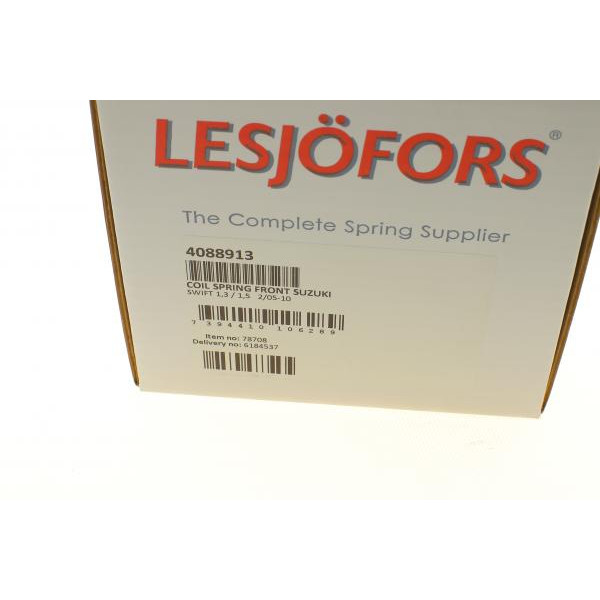 LESJÖFORS®
The Complete Spring Supplier
4088913
COIL SPRING FRONT SUZUKI
SWIFT 1,3 / 1,5 2/05-10
7 394410 106289
Item no: 78708
Delivery no: 6184537